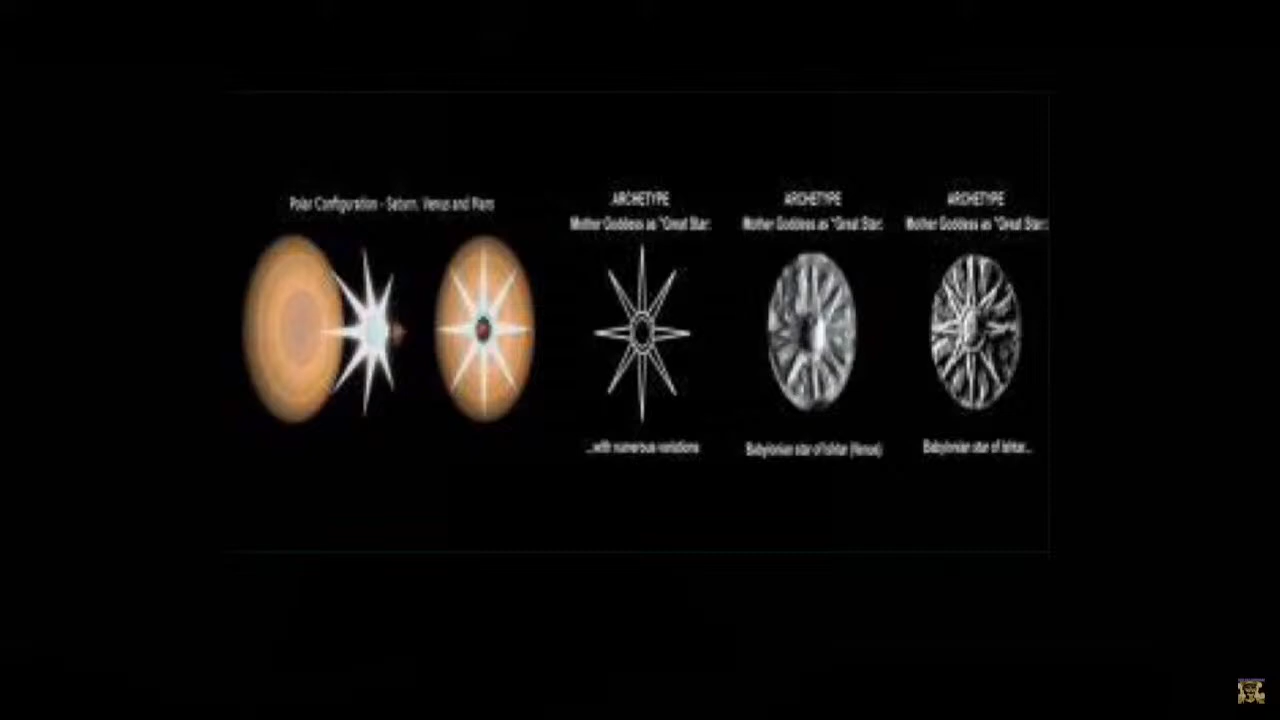 Polar Configuration - Saturn, Venus and Mars
ARCHETYPE
Mother Goddess as "Great Star:
...with numerous variations
ARCHETYPE
Mother Goddess as "Great Star:
Babylonian star of Ishtar (Venus)
ARCHETYPE
Mother Goddess as "Great Star:
Babylonian star of Ishtar...